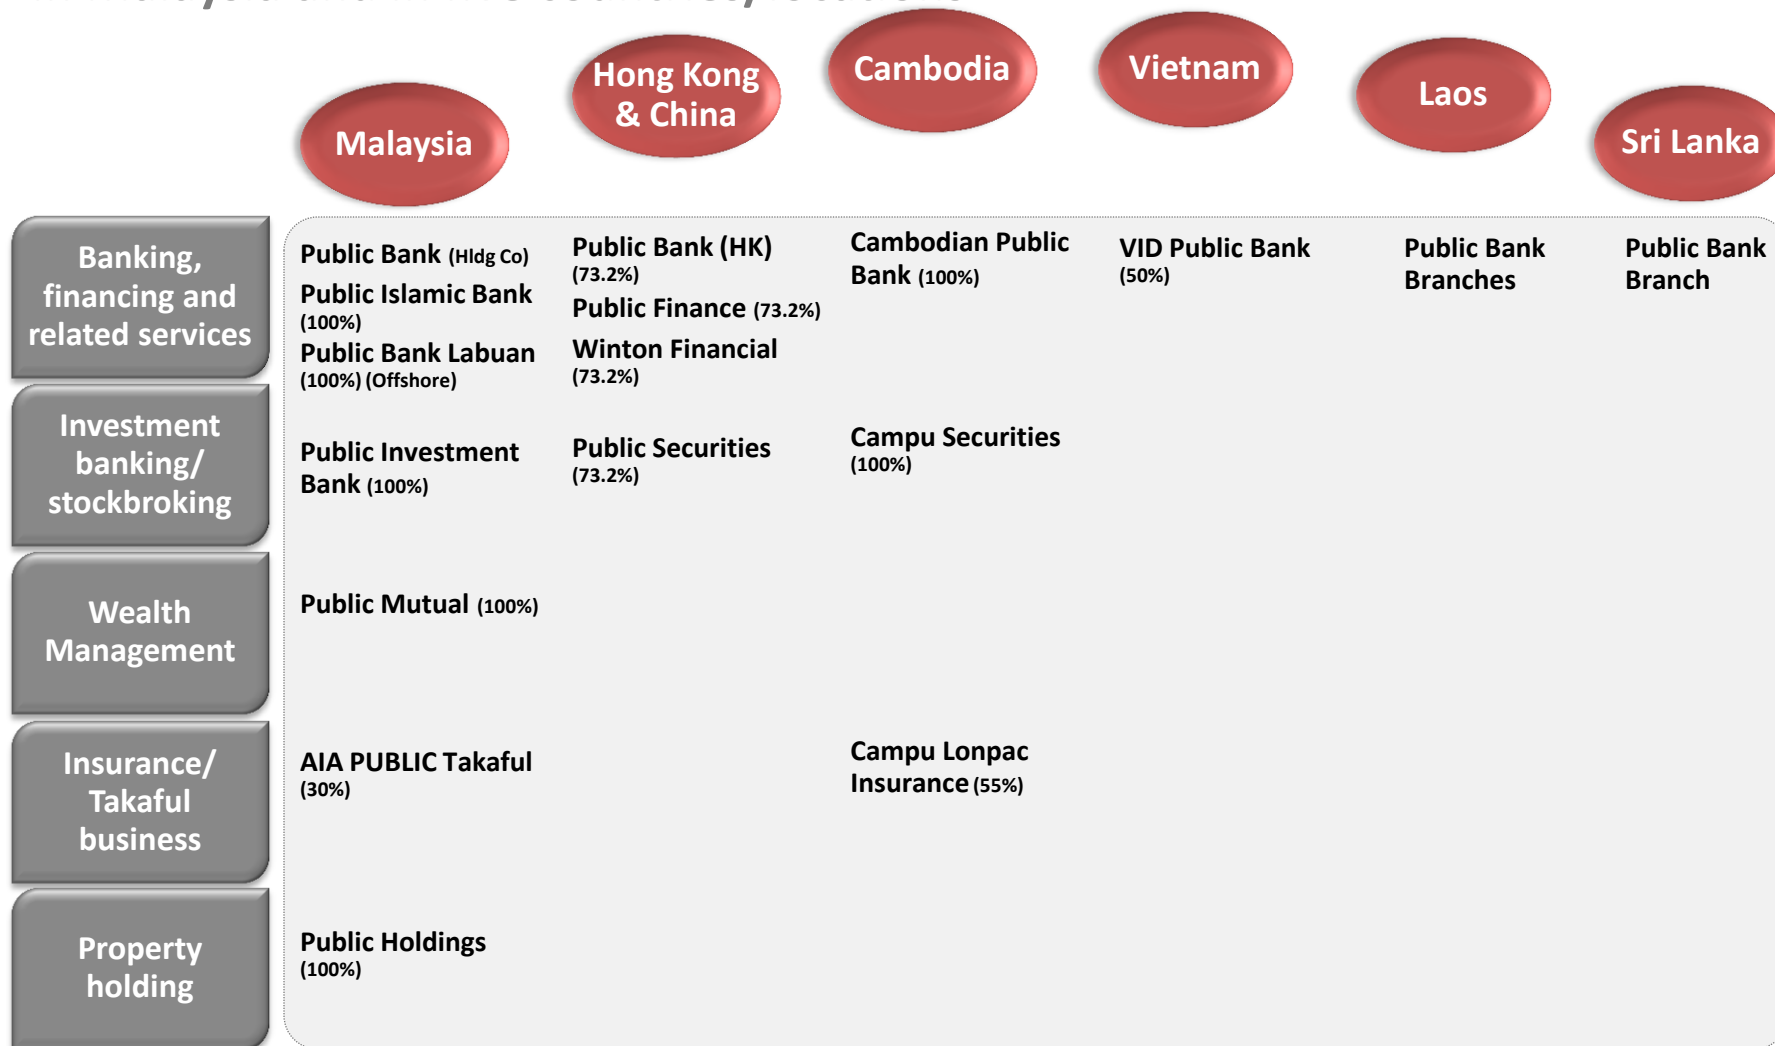 Malaysia
Hong Kong
& China
Cambodia
Vietnam
Laos
Sri Lanka
Banking,
financing and
related services
Public Bank (Hldg Co)
Public Islamic Bank
(100%)
Public Bank Labuan
(100%) (Offshore)
Public Bank (HK)
(73.2%)
Public Finance (73.2%)
Winton Financial
(73.2%)
Cambodian Public
Bank (100%)
VID Public Bank
(50%)
Public Bank
Branches
Public Bank
Branch
Investment
banking/
stockbroking
Public Investment
Bank (100%)
Public Securities
(73.2%)
Campu Securities
(100%)
Wealth
Management
Public Mutual (100%)
Insurance/
Takaful
business
AIA PUBLIC Takaful
(30%)
Campu Lonpac
Insurance (55%)
Property
holding
Public Holdings
(100%)